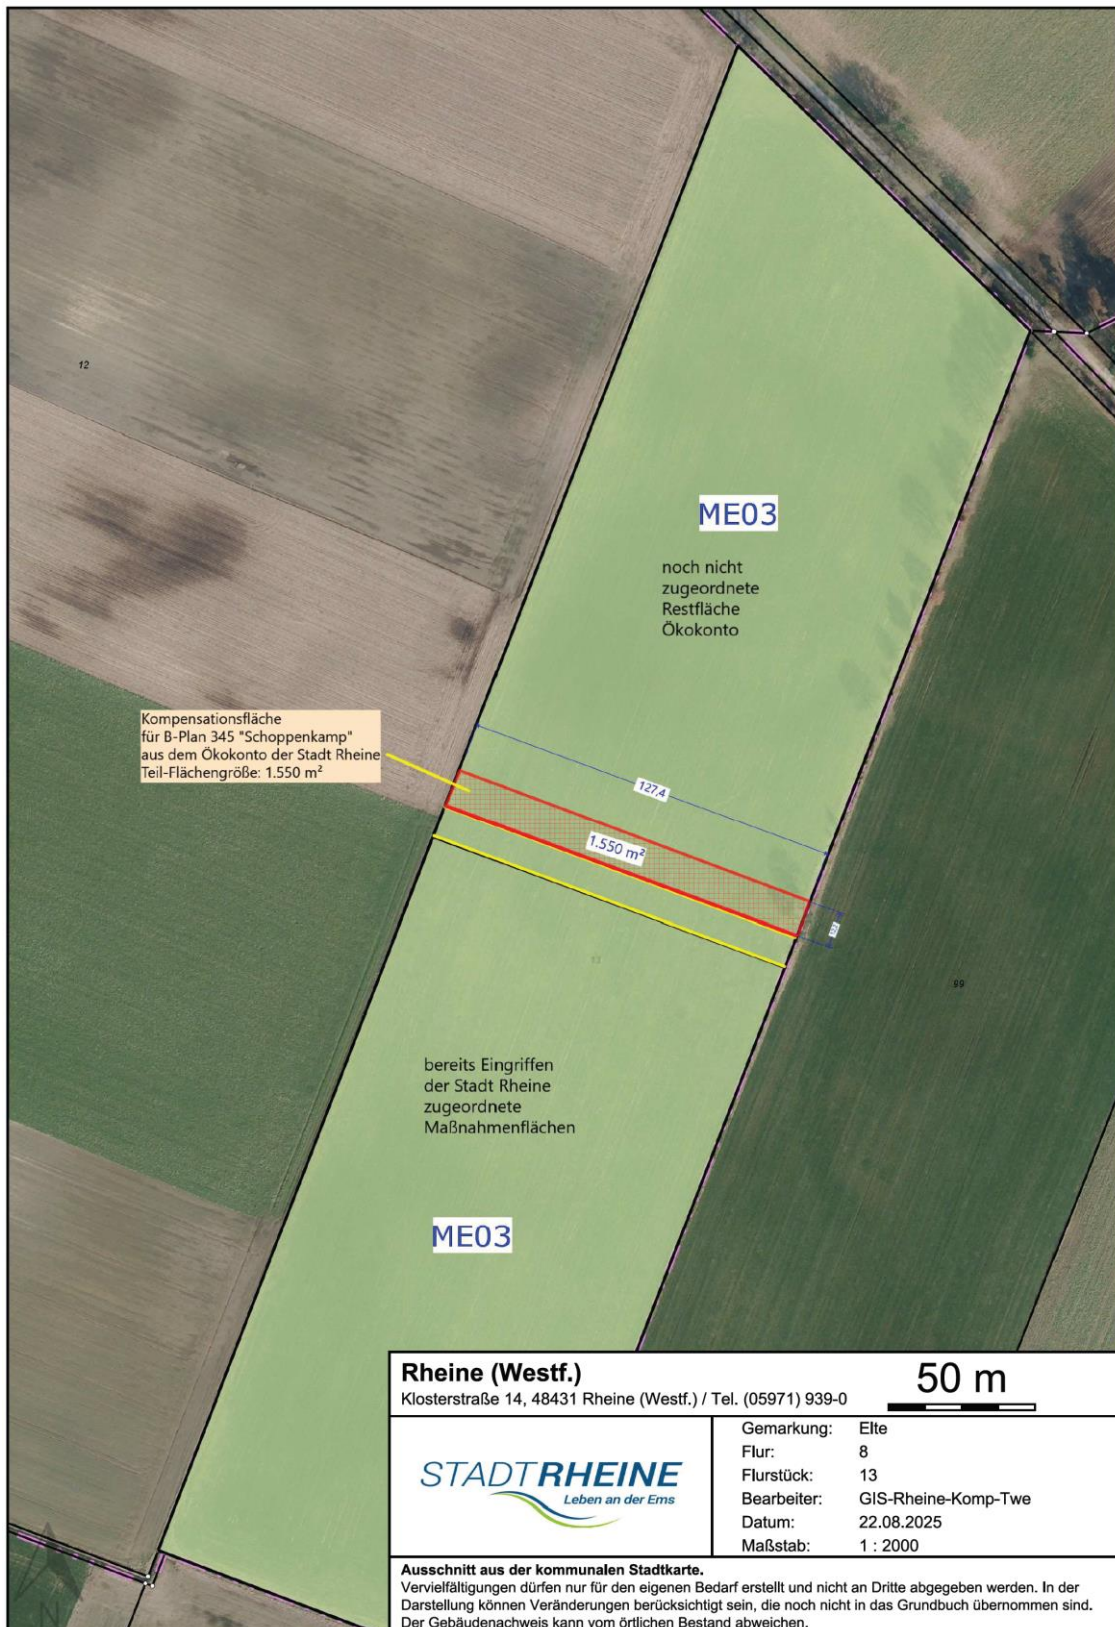 12
ME03
noch nicht
zugeordnete
Restfläche
Ökokonto
Kompensationsfläche
für B-Plan 345 "Schoppenkamp"
aus dem Ökokonto der Stadt Rheine
Teil-Flächengröße: 1.550 m²
127,4
1.550 m²
13
99
bereits Eingriffen
der Stadt Rheine
zugeordnete
Maßnahmenflächen
ME03
Rheine (Westf.)
Klosterstraße 14, 48431 Rheine (Westf.) / Tel. (05971) 939-0
50 m
STADT RHEINE
Leben an der Ems
Gemarkung: Elte
Flur: 8
Flurstück: 13
Bearbeiter: GIS-Rheine-Komp-Twe
Datum: 22.08.2025
Maßstab: 1 : 2000
N
Ausschnitt aus der kommunalen Stadtkarte.
Vervielfältigungen dürfen nur für den eigenen Bedarf erstellt und nicht an Dritte abgegeben werden. In der
Darstellung können Veränderungen berücksichtigt sein, die noch nicht in das Grundbuch übernommen sind.
Der Gebäudenachweis kann vom örtlichen Bestand abweichen.